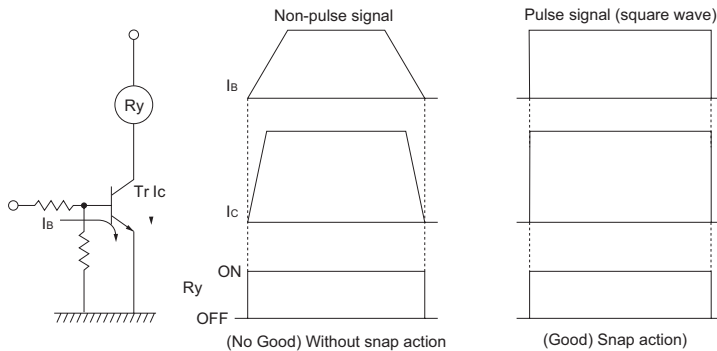 Non-pulse signal
Pulse signal (square wave)
IB
Ry
Tr Ic
IB
IC
ON
Ry
OFF
(No Good) Without snap action
(Good) Snap action)